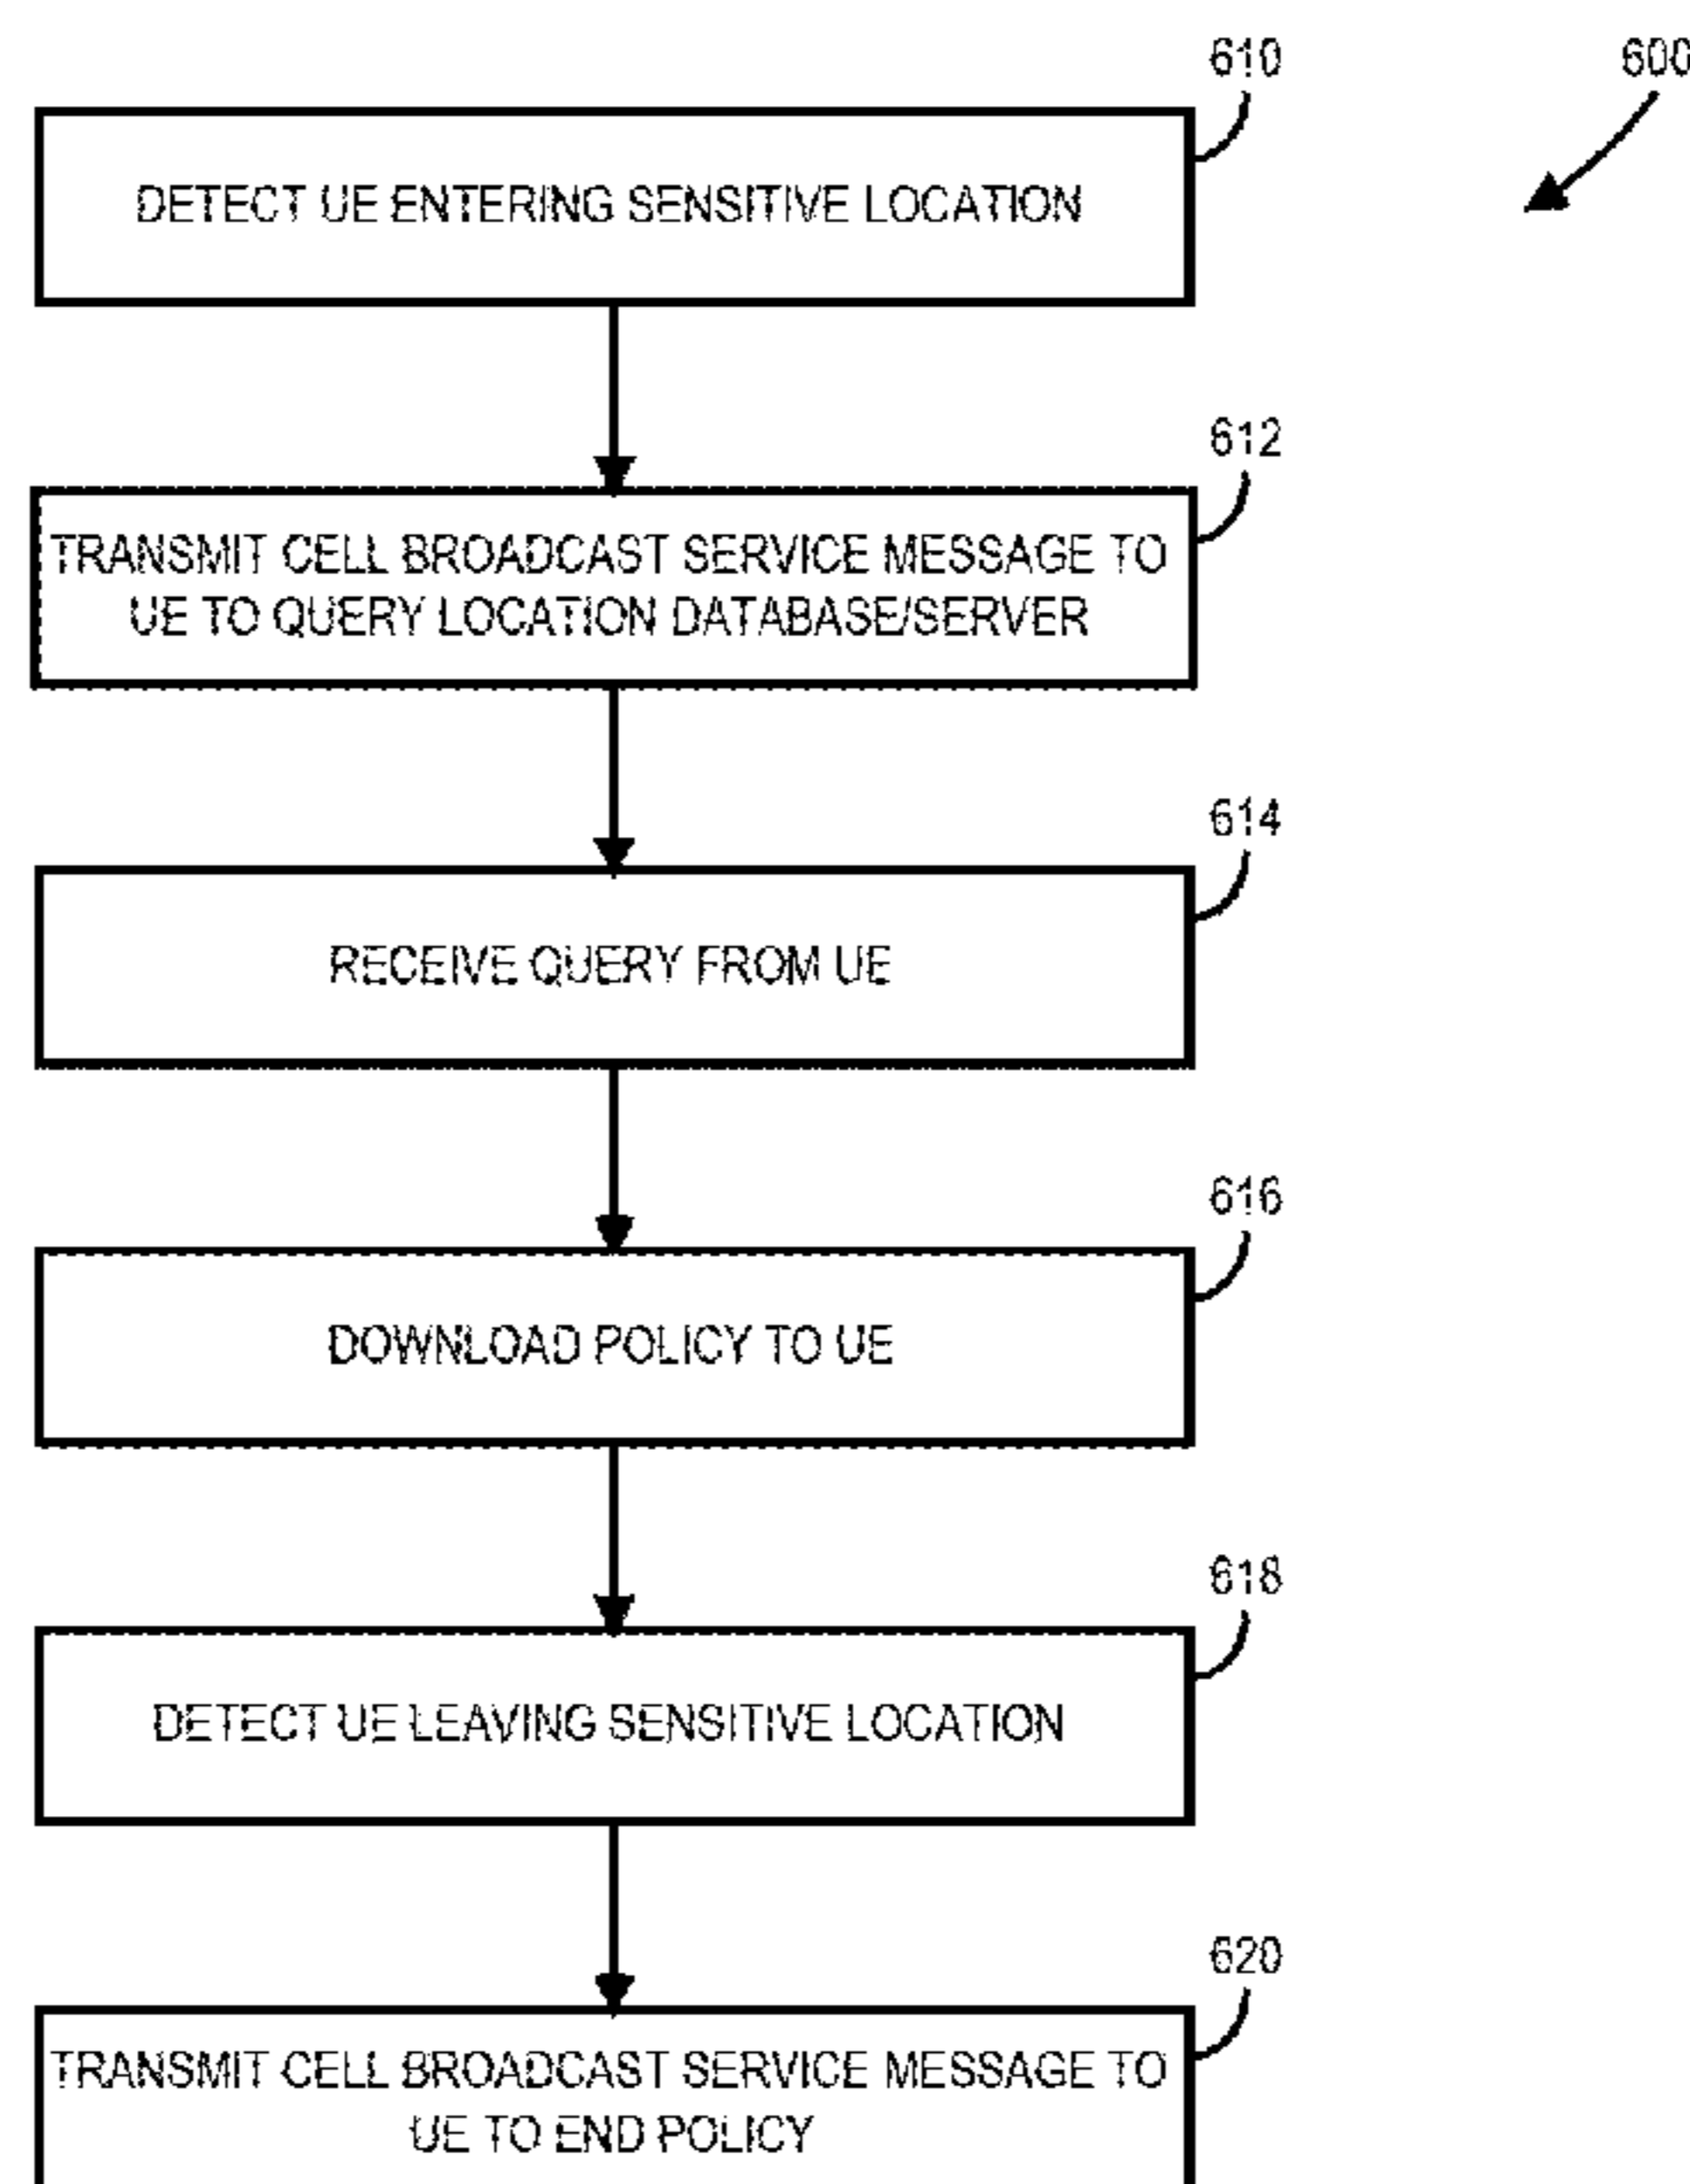 610
600
DETECT UE ENTERING SENSITIVE LOCATION
612
TRANSMIT CELL BROADCAST SERVICE MESSAGE TO
UE TO QUERY LOCATION DATABASE/SERVER
614
RECEIVE QUERY FROM UE
616
DOWNLOAD POLICY TO UE
618
DETECT UE LEAVING SENSITIVE LOCATION
620
TRANSMIT CELL BROADCAST SERVICE MESSAGE TO
UE TO END POLICY